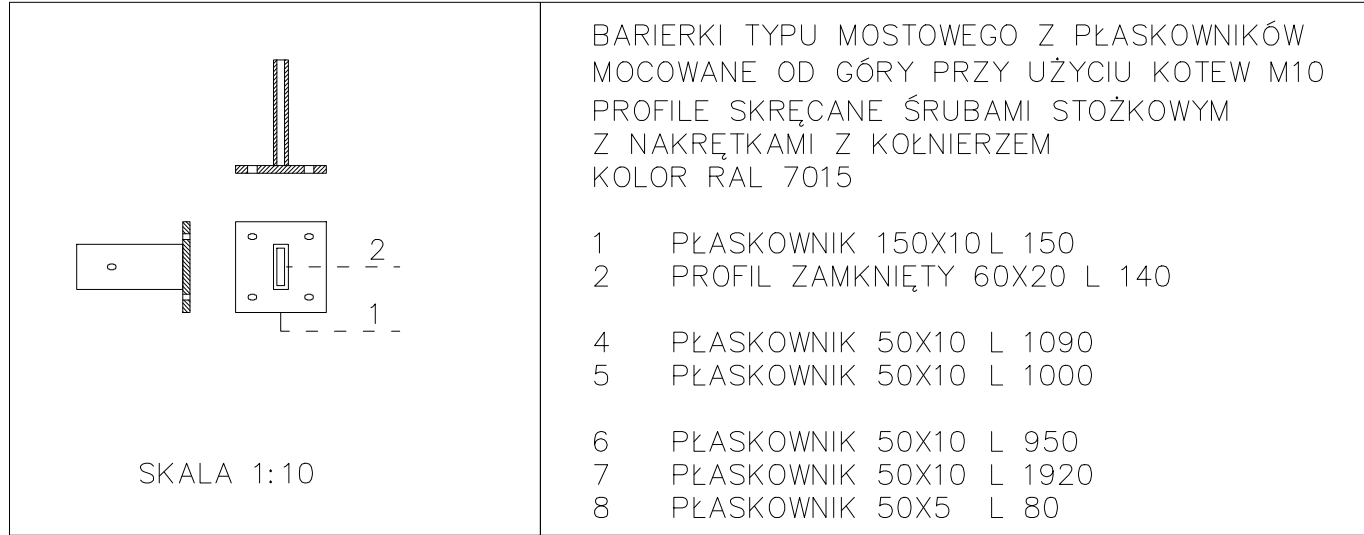 2
1
SKALA 1:10
BARIERKI TYPU MOSTOWEGO Z PŁASKOWNIKÓW
MOCOWANE OD GÓRY PRZY UŻYCIU KOTEW M10
PROFILE SKRĘCANE ŚRUBAMI STOŻKOWYM
Z NAKRĘTKAMI Z KOŁNIERZEM
KOLOR RAL 7015
1 PŁASKOWNIK 150X10 L 150
2 PROFIL ZAMKNIĘTY 60X20 L 140
4 PŁASKOWNIK 50X10 L 1090
5 PŁASKOWNIK 50X10 L 1000
6 PŁASKOWNIK 50X10 L 950
7 PŁASKOWNIK 50X10 L 1920
8 PŁASKOWNIK 50X5 L 80